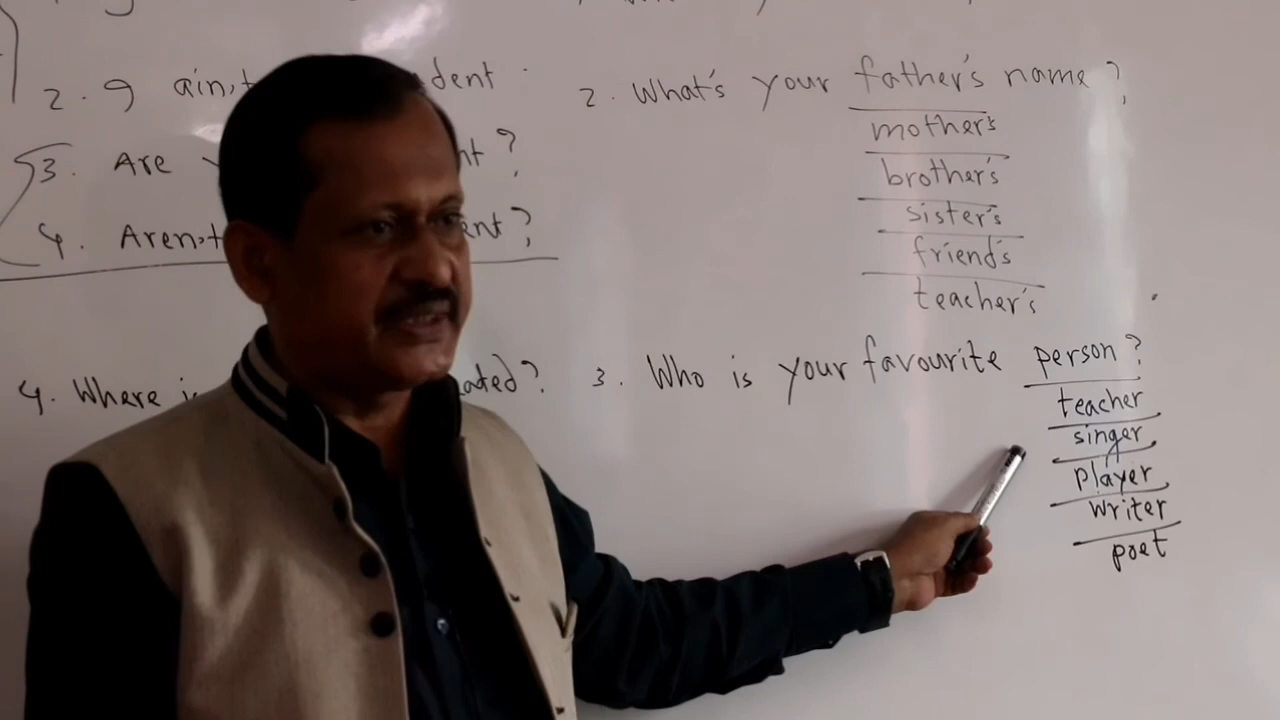 2. 9 ain,t dent.
3. Are nt?
4. Aren,t ent?
4. Where i ated?
2. What's your father's name?
mother's
brother's
sister's
friend's
teacher's
3. Who is your favourite person?
teacher
singer
player
writer
poet